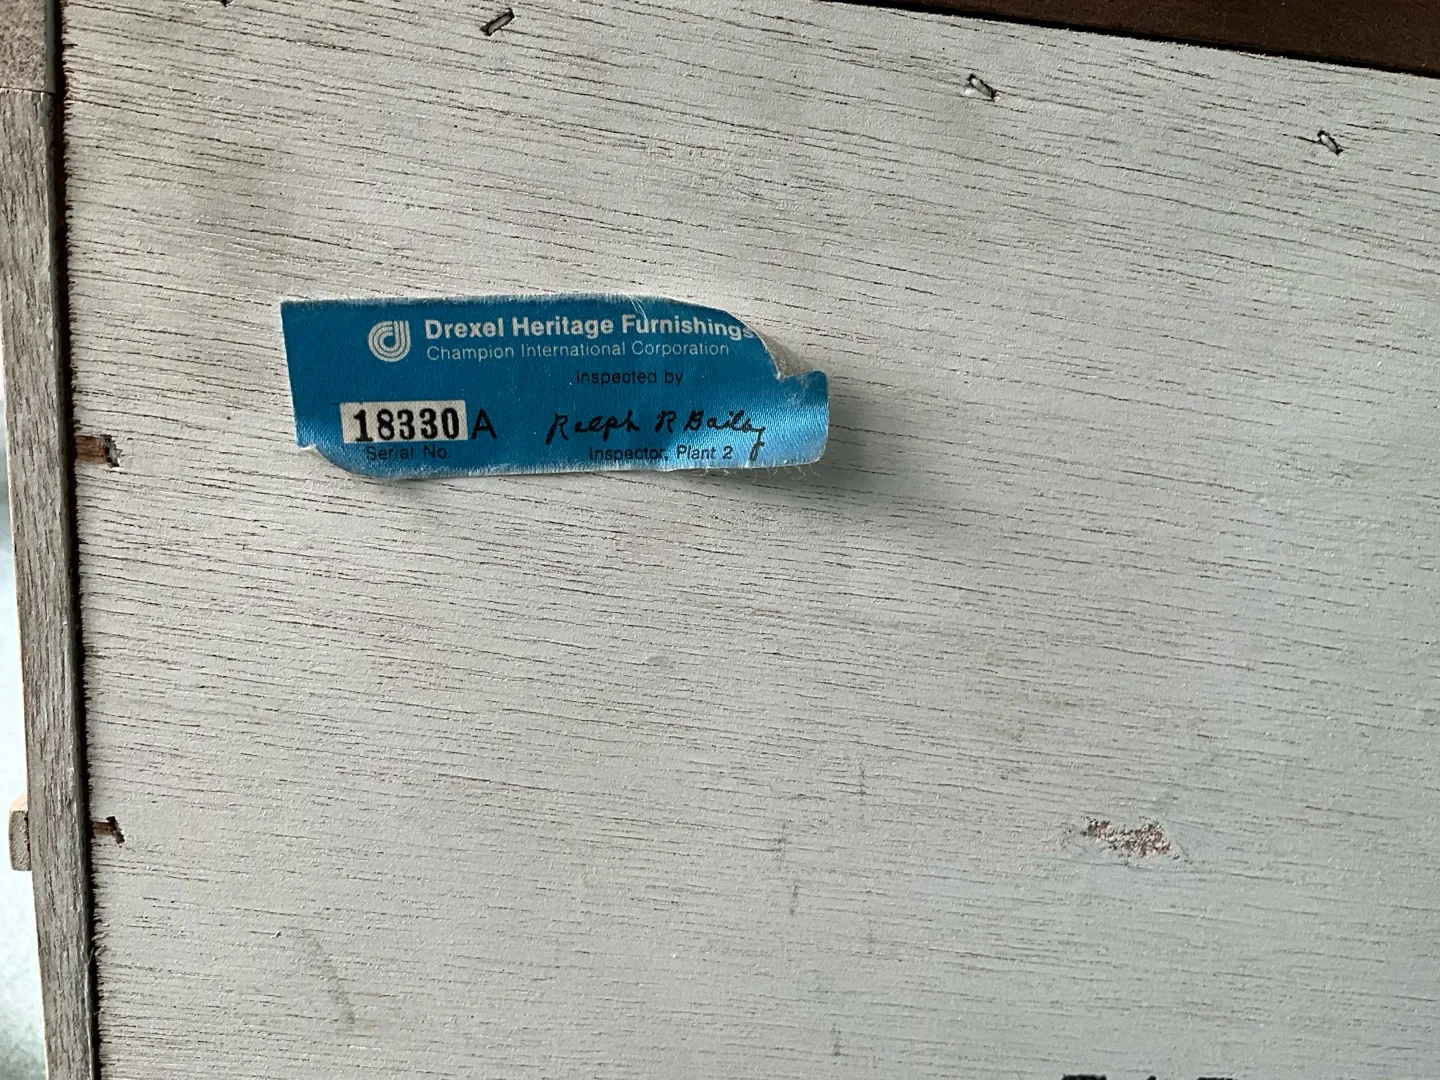 Drexel Heritage Furnishings
Champion International Corporation
Inspected by
18330 A Ralph R Bailey
Serial No. Inspector, Plant 2